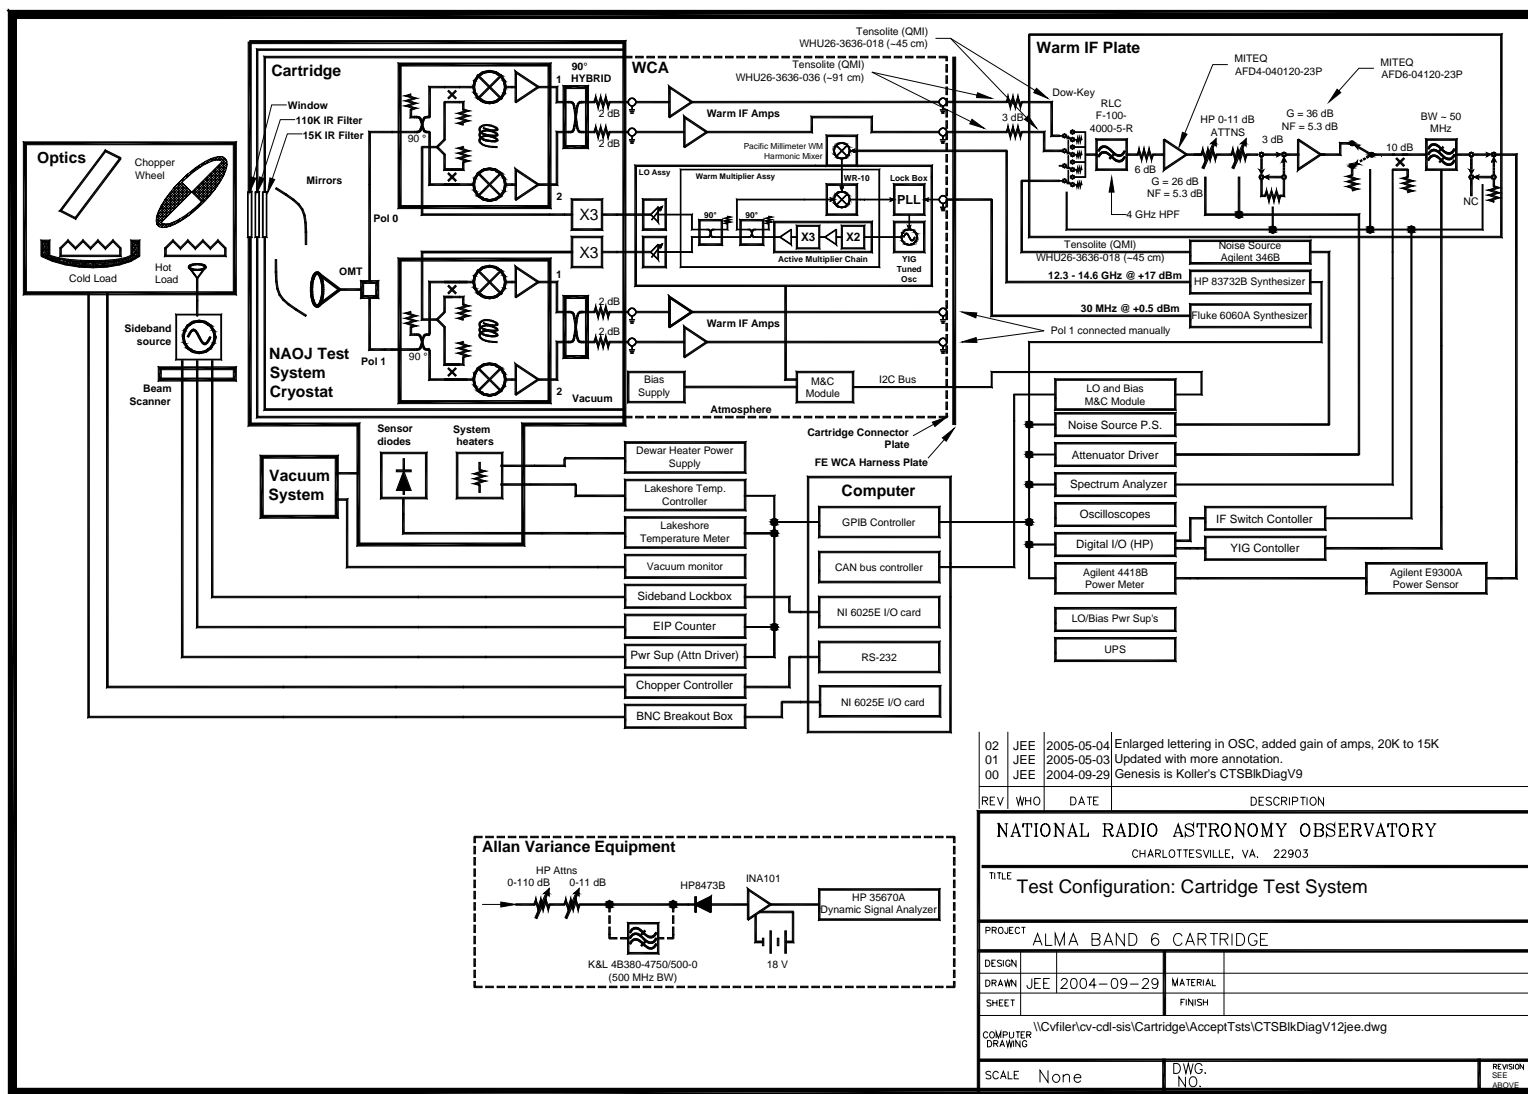 Tensolite (QMI)
WHU26-3636-018 (~45 cm)
Tensolite (QMI)
WHU26-3636-036 (~91 cm)
Optics
Chopper
Wheel
Cold Load
Hot
Load
Sideband
source
Beam
Scanner
Cartridge
Window
110K IR Filter
15K IR Filter
Mirrors
OMT
NAOJ Test
System
Cryostat
Pol 0
Pol 1
90 °
1
2
90°
HYBRID
2 dB
2 dB
90 °
1
2
2 dB
2 dB
X3
X3
Vacuum
WCA
Warm IF Amps
Pacific Millimeter WM
Harmonic Mixer
LO Assy
Warm Multiplier Assy
WR-10
Lock Box
PLL
90°
90°
X3
X2
Active Multiplier Chain
YIG
Tuned
Osc
Warm IF Amps
Bias
Supply
M&C
Module
I2C Bus
Atmosphere
Cartridge Connector
Plate
FE WCA Harness Plate
Warm IF Plate
MITEQ
AFD4-040120-23P
MITEQ
AFD6-04120-23P
Dow-Key
3 dB
RLC
F-100-
4000-5-R
6 dB
G = 26 dB
NF = 5.3 dB
4 GHz HPF
HP 0-11 dB
ATTNS
3 dB
G = 36 dB
NF = 5.3 dB
10 dB
BW ~ 50
MHz
NC
Tensolite (QMI)
WHU26-3636-018 (~45 cm)
Noise Source
Agilent 346B
12.3 - 14.6 GHz @ +17 dBm
HP 83732B Synthesizer
30 MHz @ +0.5 dBm
Fluke 6060A Synthesizer
Pol 1 connected manually
LO and Bias
M&C Module
Noise Source P.S.
Attenuator Driver
Spectrum Analyzer
Oscilloscopes
Digital I/O (HP)
IF Switch Contoller
YIG Contoller
Agilent 4418B
Power Meter
Agilent E9300A
Power Sensor
LO/Bias Pwr Sup's
UPS
Sensor
diodes
System
heaters
Vacuum
System
Dewar Heater Power
Supply
Lakeshore Temp.
Controller
Lakeshore
Temperature Meter
Vacuum monitor
Sideband Lockbox
EIP Counter
Pwr Sup (Attn Driver)
Chopper Controller
BNC Breakout Box
Computer
GPIB Controller
CAN bus controller
NI 6025E I/O card
RS-232
NI 6025E I/O card
Allan Variance Equipment
HP Attns
0-110 dB
0-11 dB
HP8473B
INA101
HP 35670A
Dynamic Signal Analyzer
K&L 4B380-4750/500-0
(500 MHz BW)
18 V
02 JEE 2005-05-04 Enlarged lettering in OSC, added gain of amps, 20K to 15K
01 JEE 2005-05-03 Updated with more annotation.
00 JEE 2004-09-29 Genesis is Koller's CTSBlkDiagV9
REV WHO DATE DESCRIPTION
NATIONAL RADIO ASTRONOMY OBSERVATORY
CHARLOTTESVILLE, VA. 22903
TITLE Test Configuration: Cartridge Test System
PROJECT ALMA BAND 6 CARTRIDGE
DESIGN
DRAWN JEE 2004-09-29 MATERIAL
SHEET FINISH
COMPUTER DRAWING \\Cvfiler\cv-cdl-sis\Cartridge\AcceptTsts\CTSBlkDiagV12jee.dwg
SCALE None DWG. NO.
REVISION
SEE
ABOVE